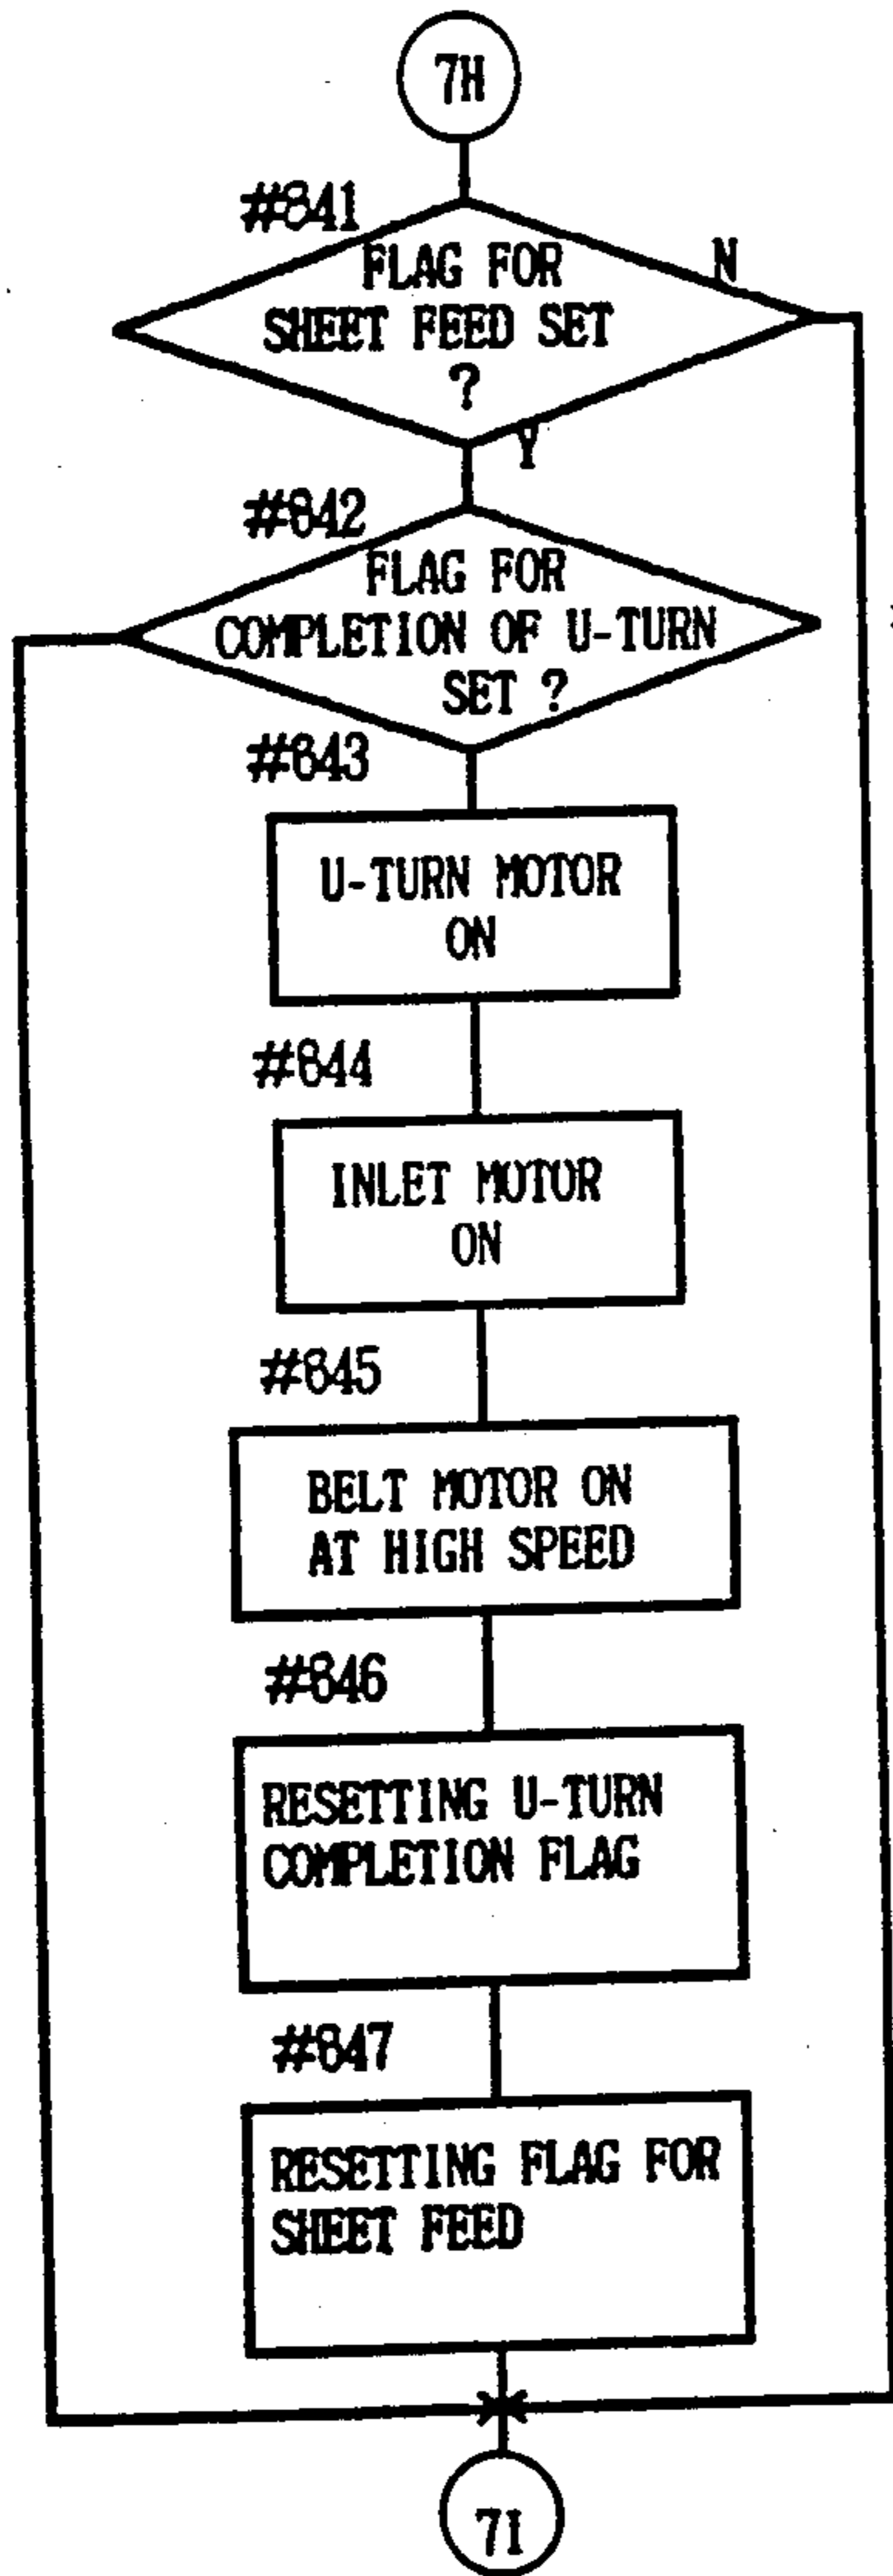 7H
#841
N
FLAG FOR
SHEET FEED SET
?
Y
#842
FLAG FOR
COMPLETION OF U-TURN
SET ?
#843
U-TURN MOTOR
ON
#844
INLET MOTOR
ON
#845
BELT MOTOR ON
AT HIGH SPEED
#846
RESETTING U-TURN
COMPLETION FLAG
#847
RESETTING FLAG FOR
SHEET FEED
7I